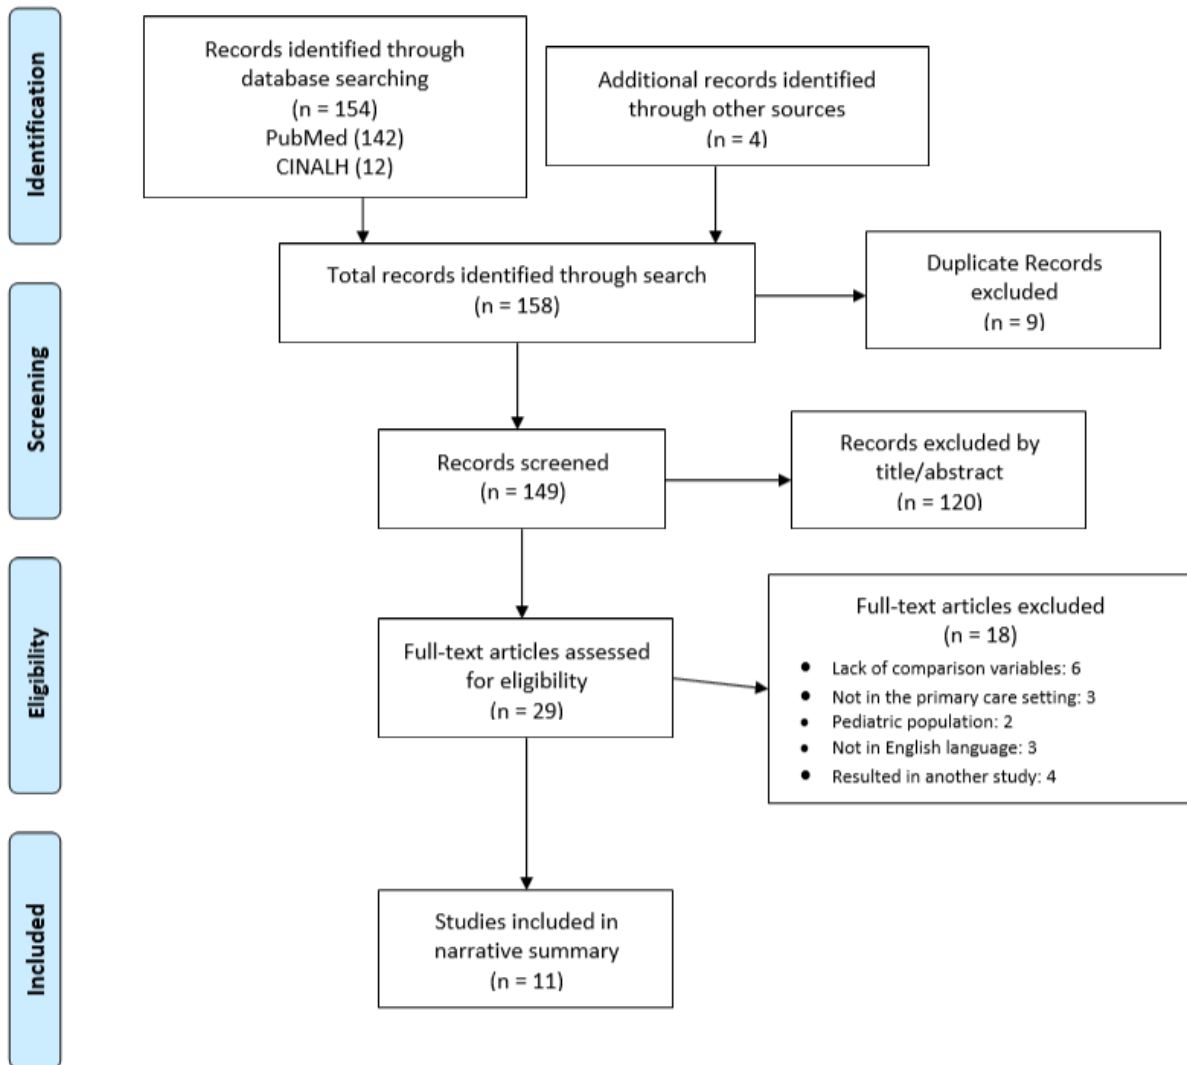 Identification
Records identified through
database searching
(n = 154)
PubMed (142)
CINALH (12)
Additional records identified
through other sources
(n = 4)
Total records identified through search
(n = 158)
Duplicate Records
excluded
(n = 9)
Screening
Records screened
(n = 149)
Records excluded by
title/abstract
(n = 120)
Eligibility
Full-text articles assessed
for eligibility
(n = 29)
Full-text articles excluded
(n = 18)
● Lack of comparison variables: 6
● Not in the primary care setting: 3
● Pediatric population: 2
● Not in English language: 3
● Resulted in another study: 4
Included
Studies included in
narrative summary
(n = 11)